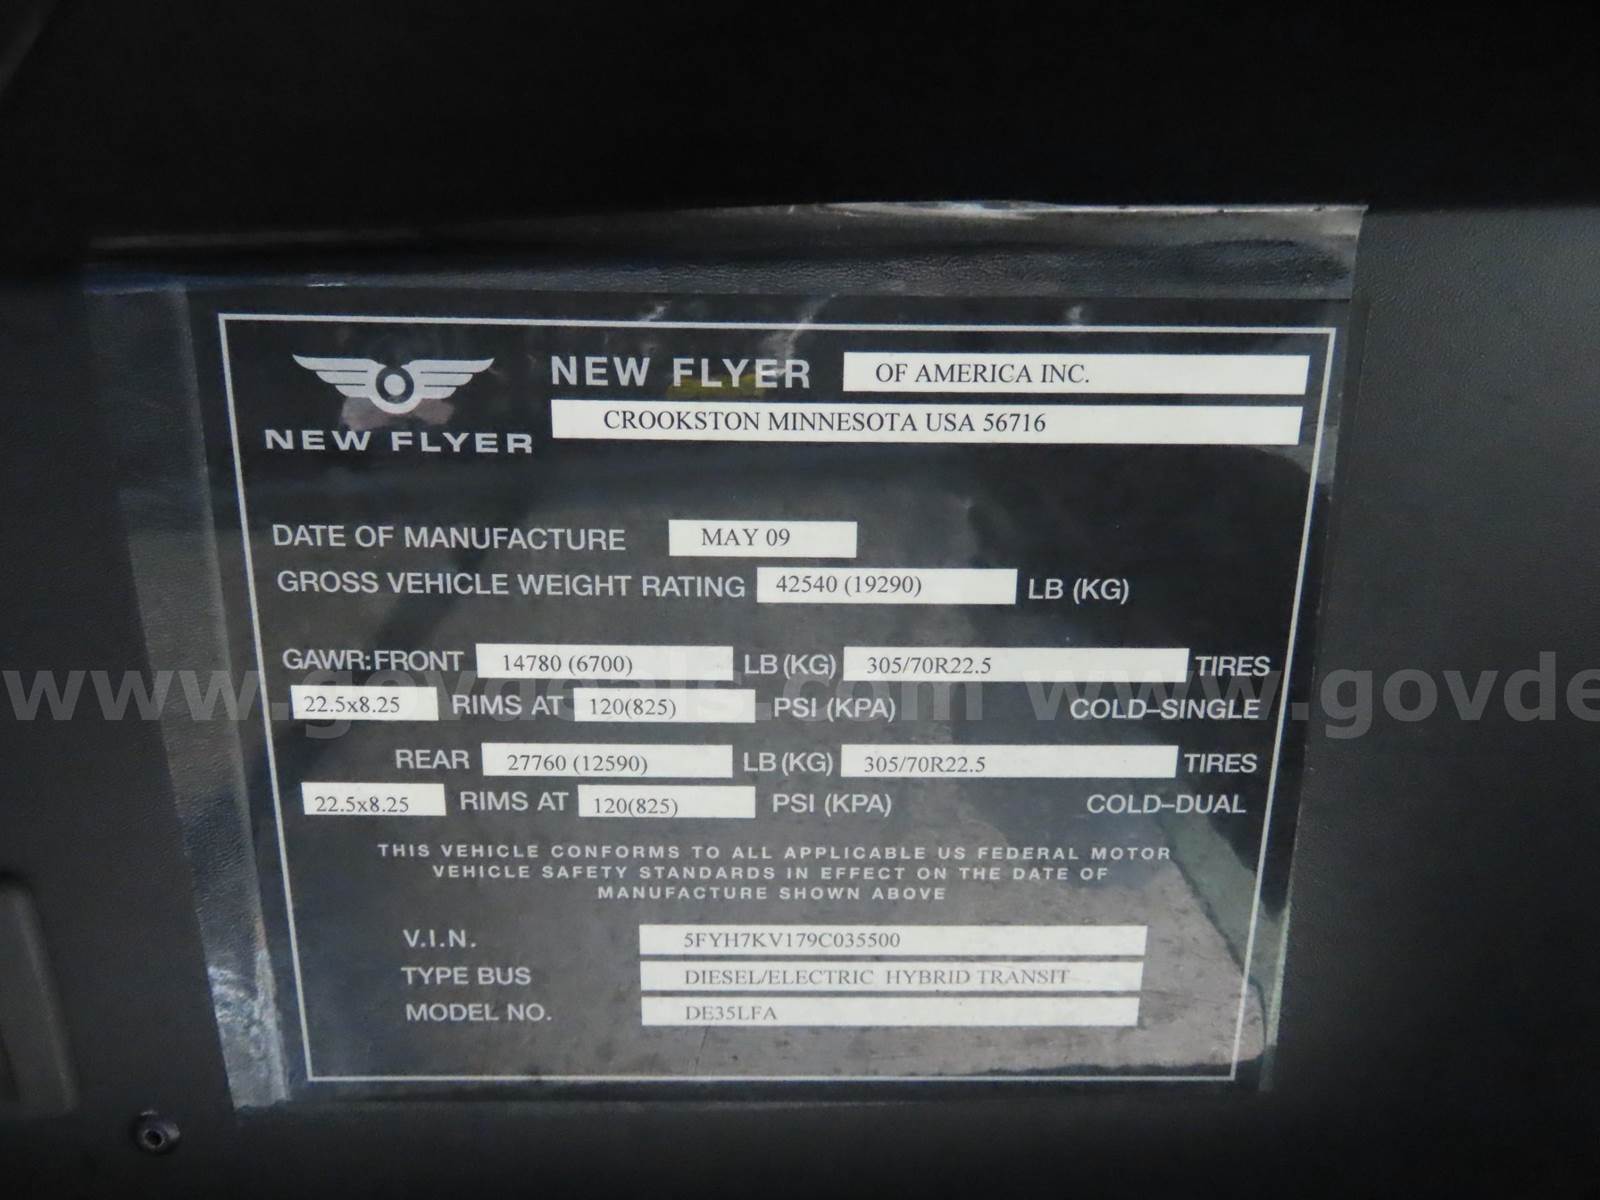 NEW FLYER OF AMERICA INC.
NEW FLYER
CROOKSTON MINNESOTA USA 56716
DATE OF MANUFACTURE MAY 09
GROSS VEHICLE WEIGHT RATING 42540 (19290) LB (KG)
GAWR: FRONT 14780 (6700) LB (KG) 305/70R22.5 TIRES
www.govdeals.com www.govde
22.5x8.25 RIMS AT 120(825) PSI (KPA) COLD–SINGLE
REAR 27760 (12590) LB (KG) 305/70R22.5 TIRES
22.5x8.25 RIMS AT 120(825) PSI (KPA) COLD–DUAL
THIS VEHICLE CONFORMS TO ALL APPLICABLE US FEDERAL MOTOR
VEHICLE SAFETY STANDARDS IN EFFECT ON THE DATE OF
MANUFACTURE SHOWN ABOVE
V.I.N. 5FYH7KV179C035500
TYPE BUS DIESEL/ELECTRIC HYBRID TRANSIT
MODEL NO. DE35LFA